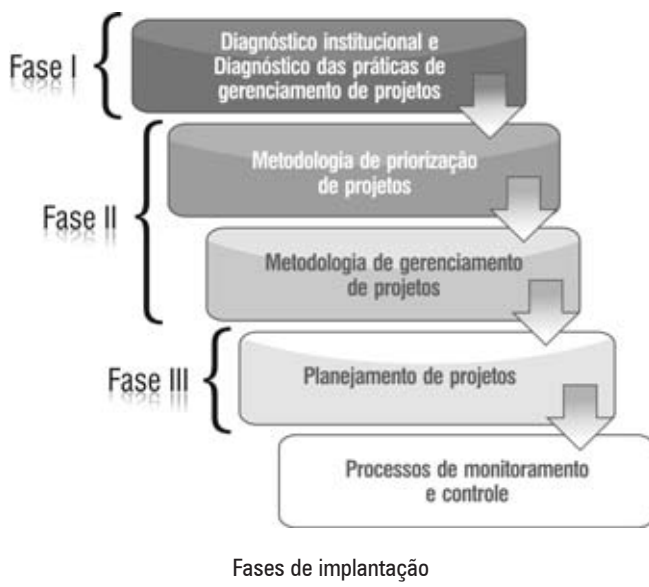 Fase I
Diagnóstico institucional e
Diagnóstico das práticas de
gerenciamento de projetos
Fase II
Metodologia de priorização
de projetos
Metodologia de gerenciamento
de projetos
Fase III
Planejamento de projetos
Processos de monitoramento
e controle
Fases de implantação